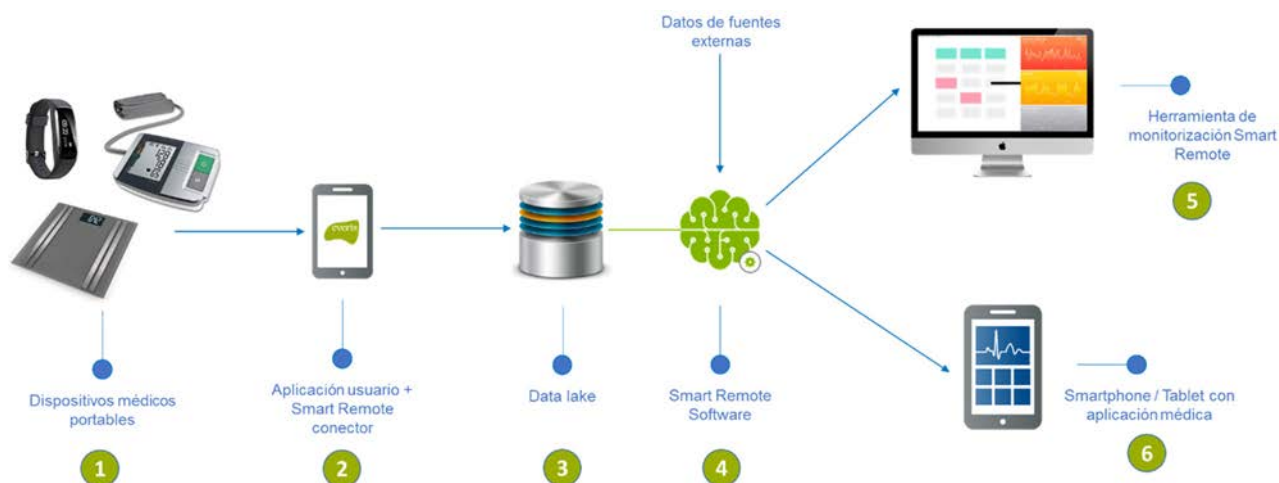 Datos de fuentes
externas
everis
Dispositivos médicos
portables
1
Aplicación usuario +
Smart Remote
conector
2
Data lake
3
Smart Remote
Software
4
Herramienta de
monitorización Smart
Remote
5
Smartphone / Tablet con
aplicación médica
6